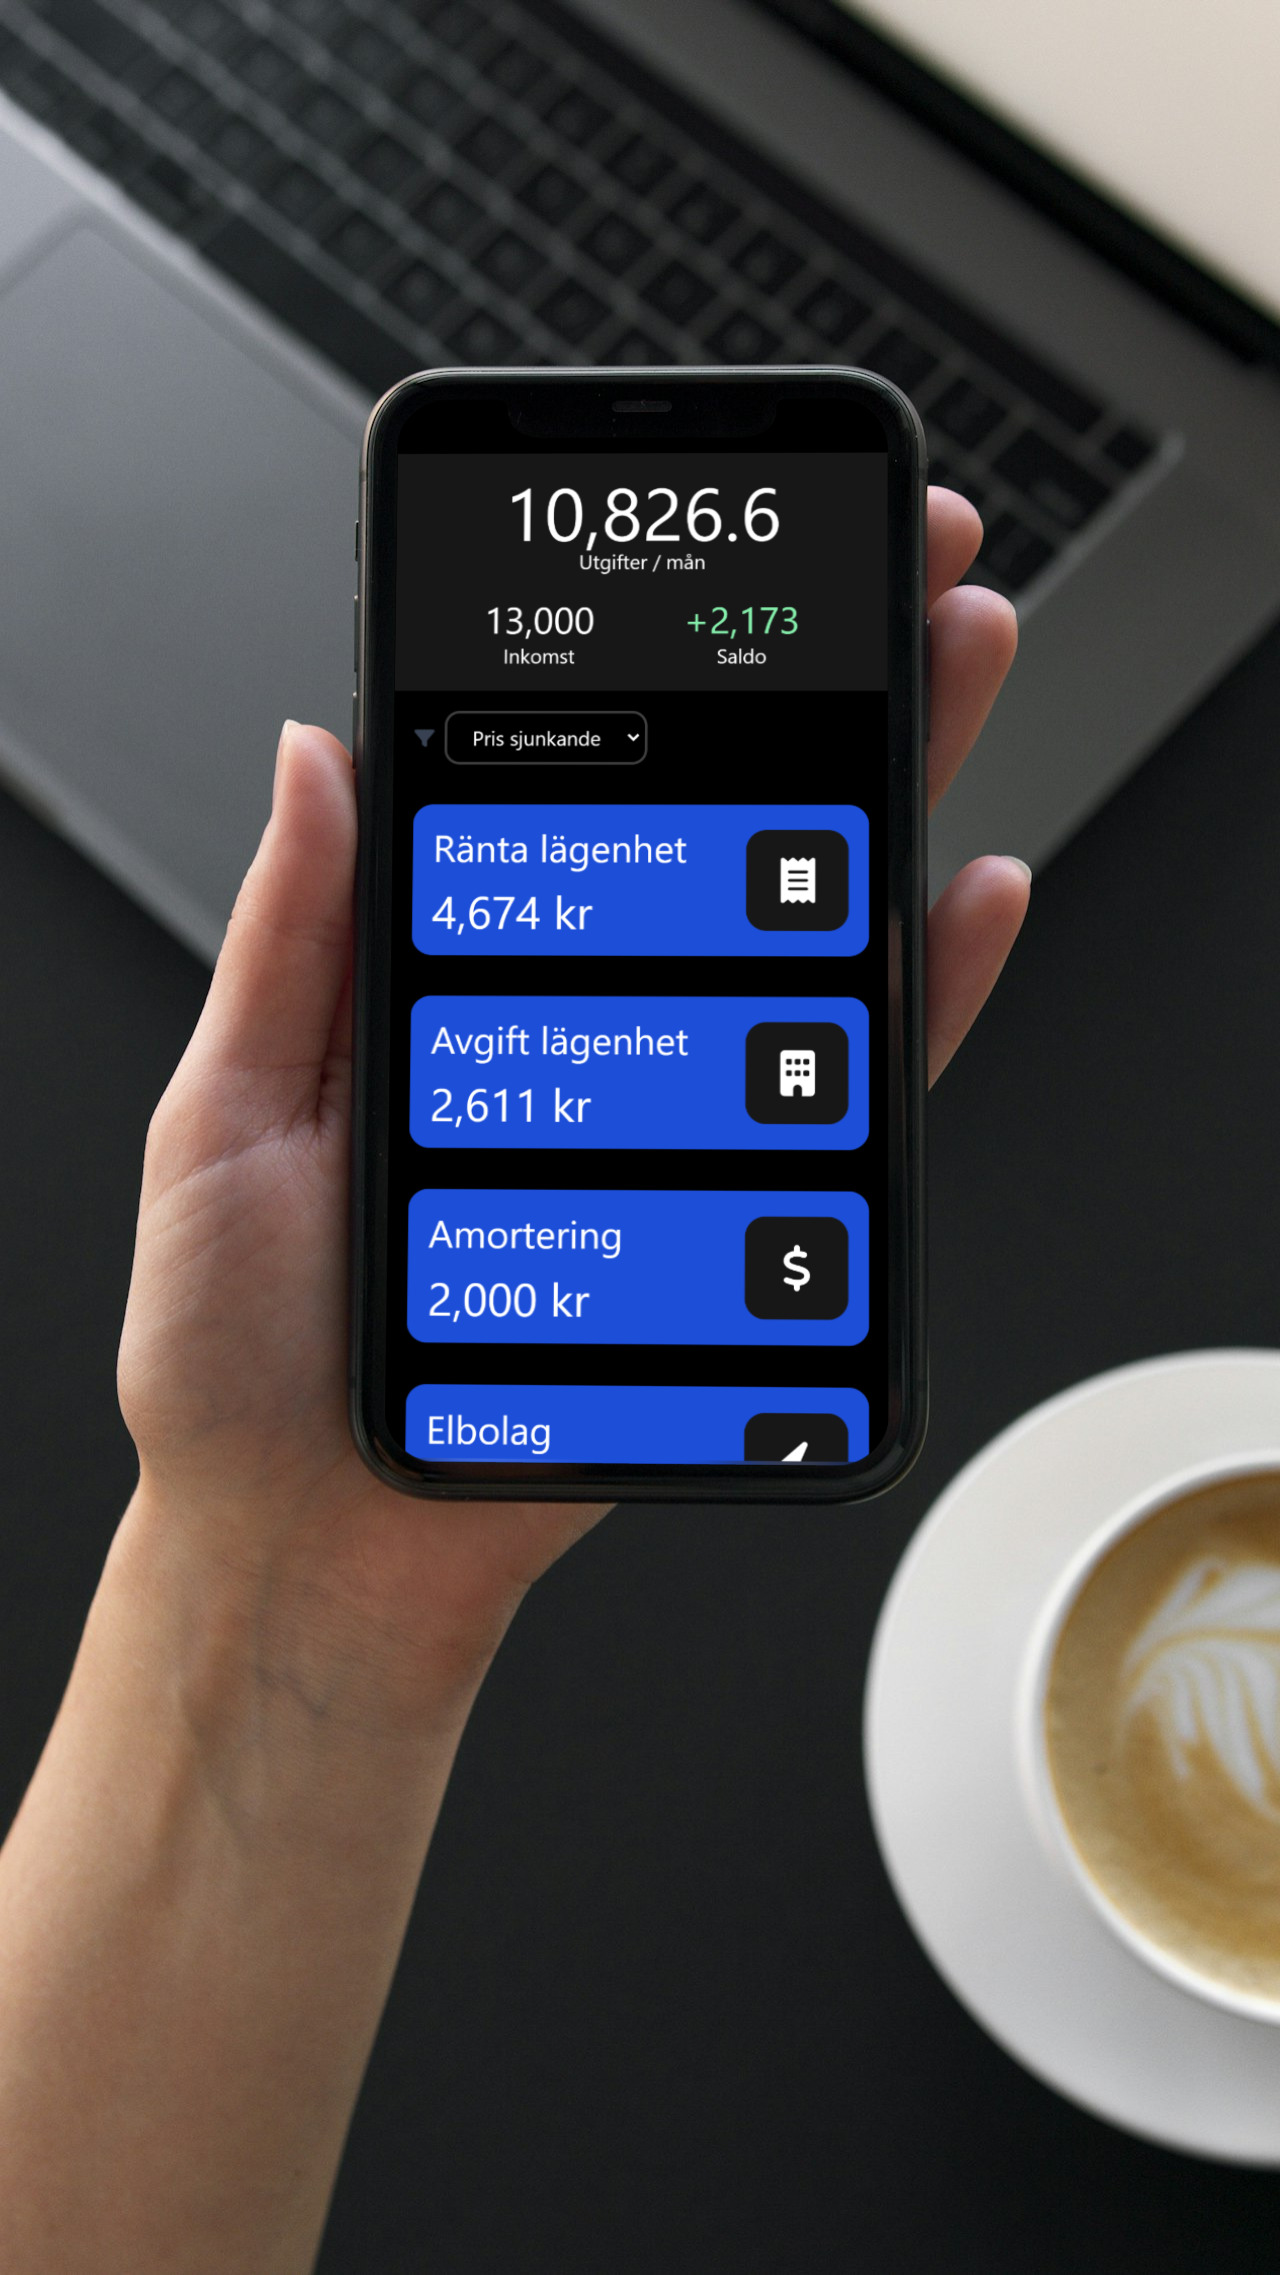 10,826.6
Utgifter / mån
13,000 +2,173
Inkomst Saldo
Pris sjunkande
Ränta lägenhet
4,674 kr
Avgift lägenhet
2,611 kr
Amortering
$
2,000 kr
Elbolag